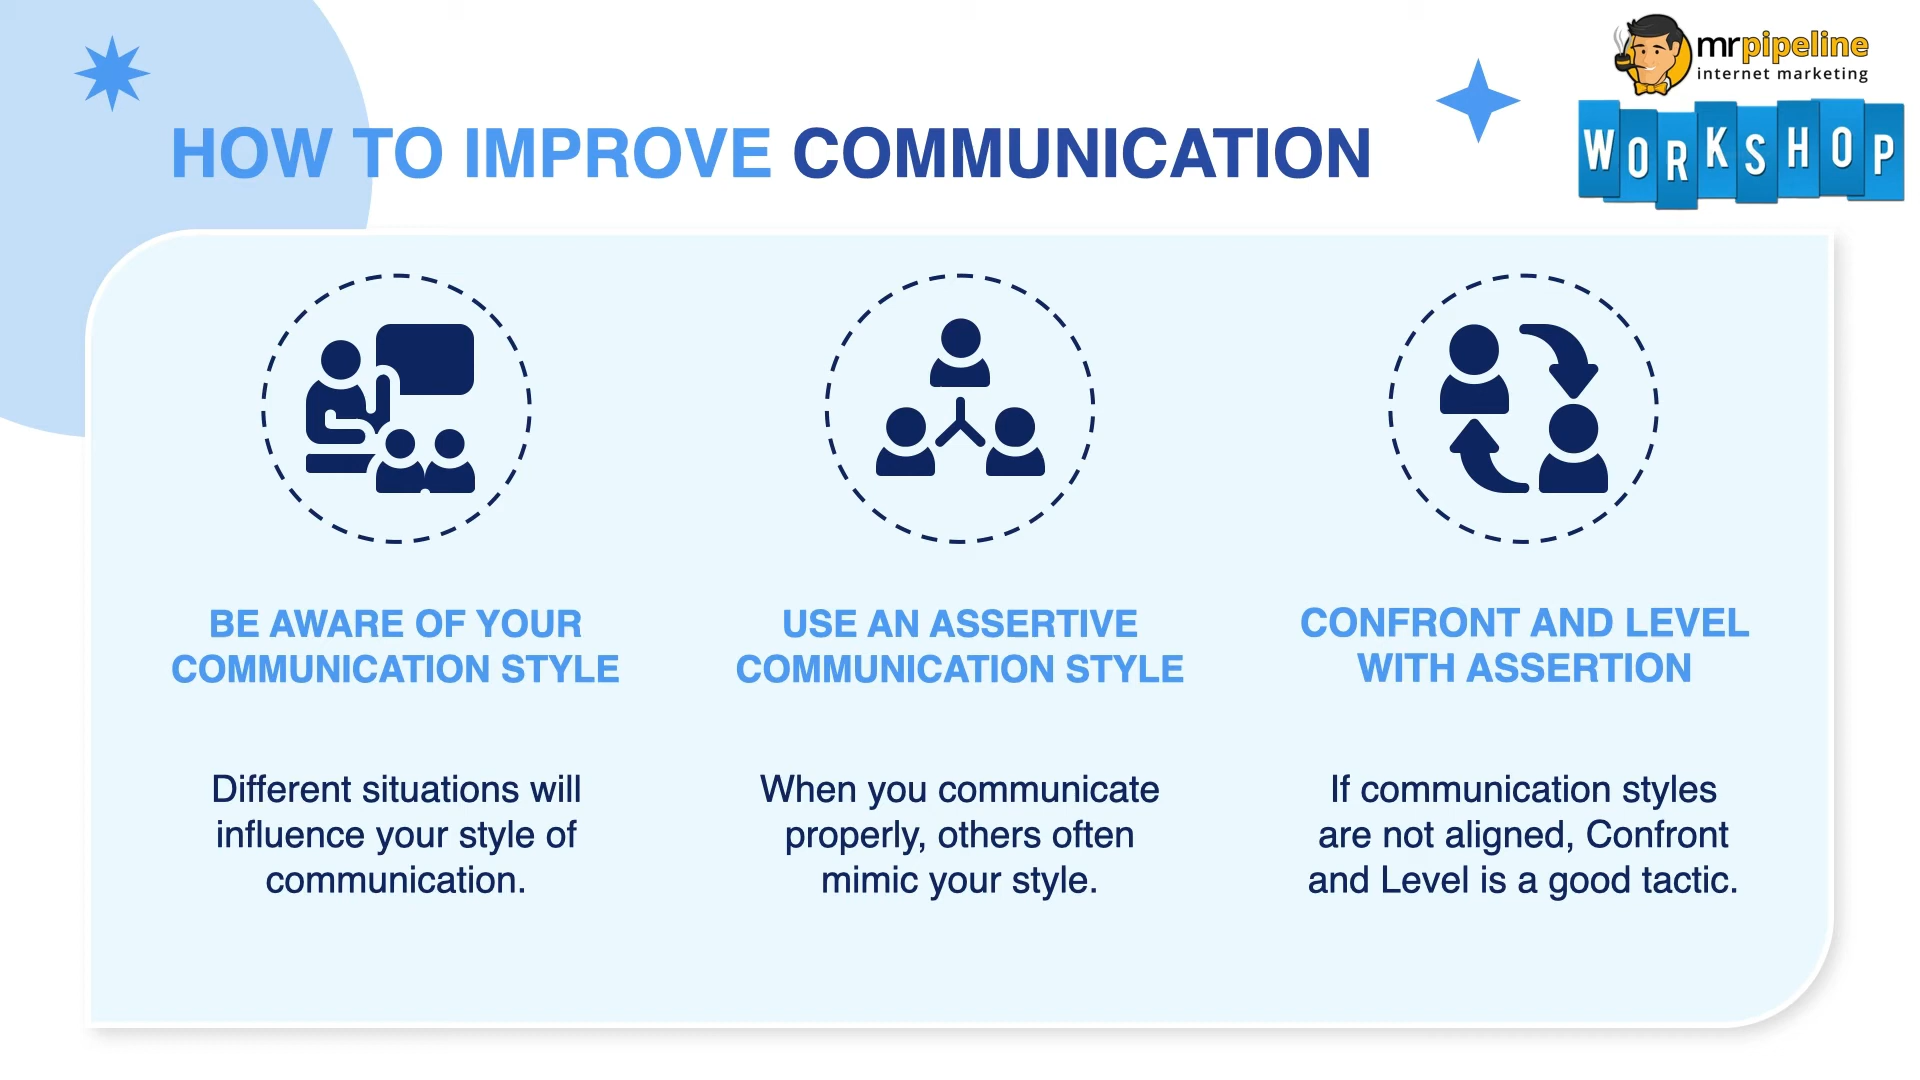 mrpipeline
internet marketing
WORKSHOP
HOW TO IMPROVE COMMUNICATION
BE AWARE OF YOUR
COMMUNICATION STYLE
Different situations will
influence your style of
communication.
USE AN ASSERTIVE
COMMUNICATION STYLE
When you communicate
properly, others often
mimic your style.
CONFRONT AND LEVEL
WITH ASSERTION
If communication styles
are not aligned, Confront
and Level is a good tactic.